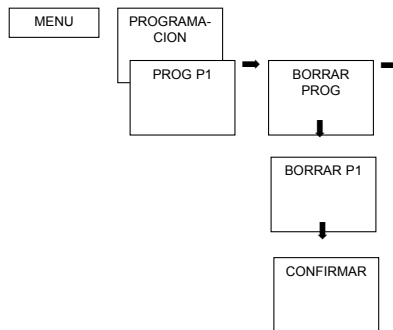 MENU
PROGRAMA-
CION
PROG P1
BORRAR
PROG
BORRAR P1
CONFIRMAR